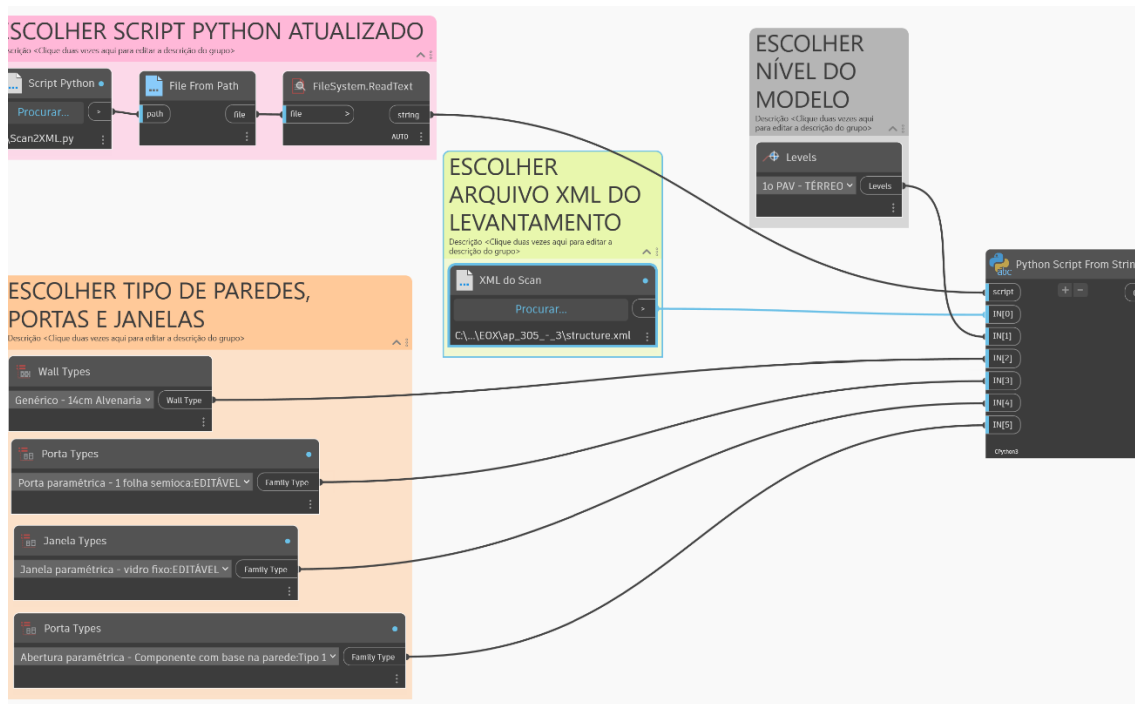 ESCOLHER SCRIPT PYTHON ATUALIZADO
Descrição <Clique duas vezes aqui para editar a descrição do grupo>
Script Python
Procurar...
>
\Scan2XML.py
File From Path
path
file
FileSystem.ReadText
file
>
string
AUTO
ESCOLHER
NÍVEL DO
MODELO
Descrição <Clique duas vezes aqui
para editar a descrição do grupo>
Levels
1o PAV - TÉRREO
Levels
ESCOLHER
ARQUIVO XML DO
LEVANTAMENTO
Descrição <Clique duas vezes aqui para editar a
descrição do grupo>
XML do Scan
Procurar...
>
C:\...\EOX\ap_305_-_3\structure.xml
ESCOLHER TIPO DE PAREDES,
PORTAS E JANELAS
Descrição <Clique duas vezes aqui para editar a descrição do grupo>
Wall Types
Genérico - 14cm Alvenaria
Wall Type
Porta Types
Porta paramétrica - 1 folha semioca:EDITÁVEL
Family Type
Janela Types
Janela paramétrica - vidro fixo:EDITÁVEL
Family Type
Porta Types
Abertura paramétrica - Componente com base na parede:Tipo 1
Family Type
abc
Python Script From Strin
script
+ -
IN[0]
IN[1]
IN[2]
IN[3]
IN[4]
IN[5]
CPython3